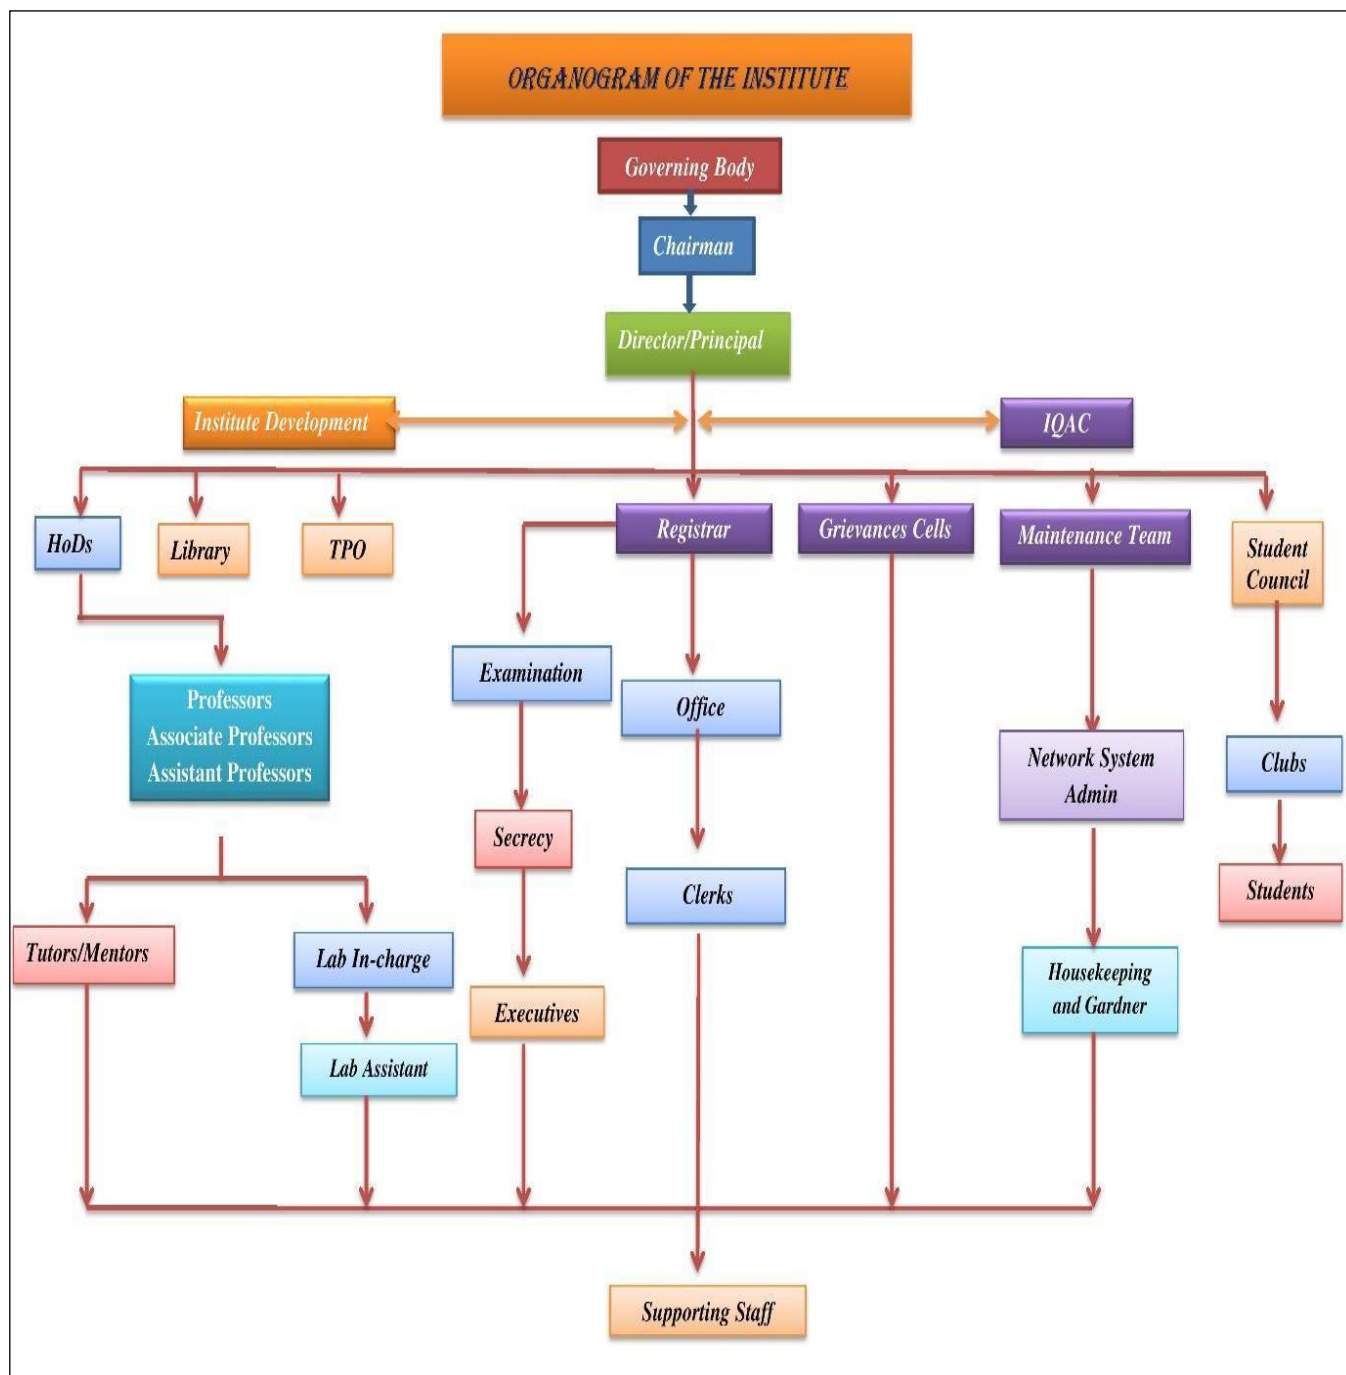 ORGANOGRAM OF THE INSTITUTE
Governing Body
Chairman
Director/Principal
Institute Development
IQAC
HoDs
Library
TPO
Registrar
Grievances Cells
Maintenance Team
Student
Council
Professors
Associate Professors
Assistant Professors
Examination
Office
Network System
Admin
Clubs
Secrecy
Clerks
Students
Tutors/Mentors
Lab In-charge
Housekeeping
and Gardner
Executives
Lab Assistant
Supporting Staff